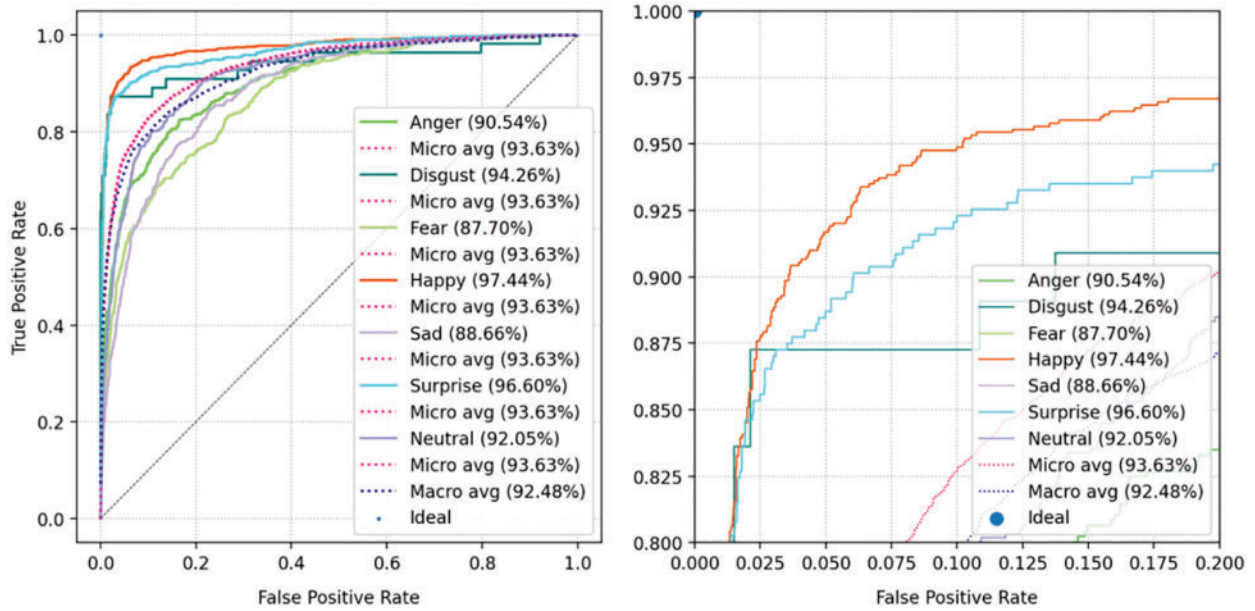 1.0
0.8
0.6
0.4
0.2
0.0
True Positive Rate
0.0 0.2 0.4 0.6 0.8 1.0
False Positive Rate
Anger (90.54%)
Micro avg (93.63%)
Disgust (94.26%)
Micro avg (93.63%)
Fear (87.70%)
Micro avg (93.63%)
Happy (97.44%)
Micro avg (93.63%)
Sad (88.66%)
Micro avg (93.63%)
Surprise (96.60%)
Micro avg (93.63%)
Neutral (92.05%)
Micro avg (93.63%)
Macro avg (92.48%)
Ideal
1.000
0.975
0.950
0.925
0.900
0.875
0.850
0.825
0.800
0.000 0.025 0.050 0.075 0.100 0.125 0.150 0.175 0.200
False Positive Rate
Anger (90.54%)
Disgust (94.26%)
Fear (87.70%)
Happy (97.44%)
Sad (88.66%)
Surprise (96.60%)
Neutral (92.05%)
Micro avg (93.63%)
Macro avg (92.48%)
Ideal